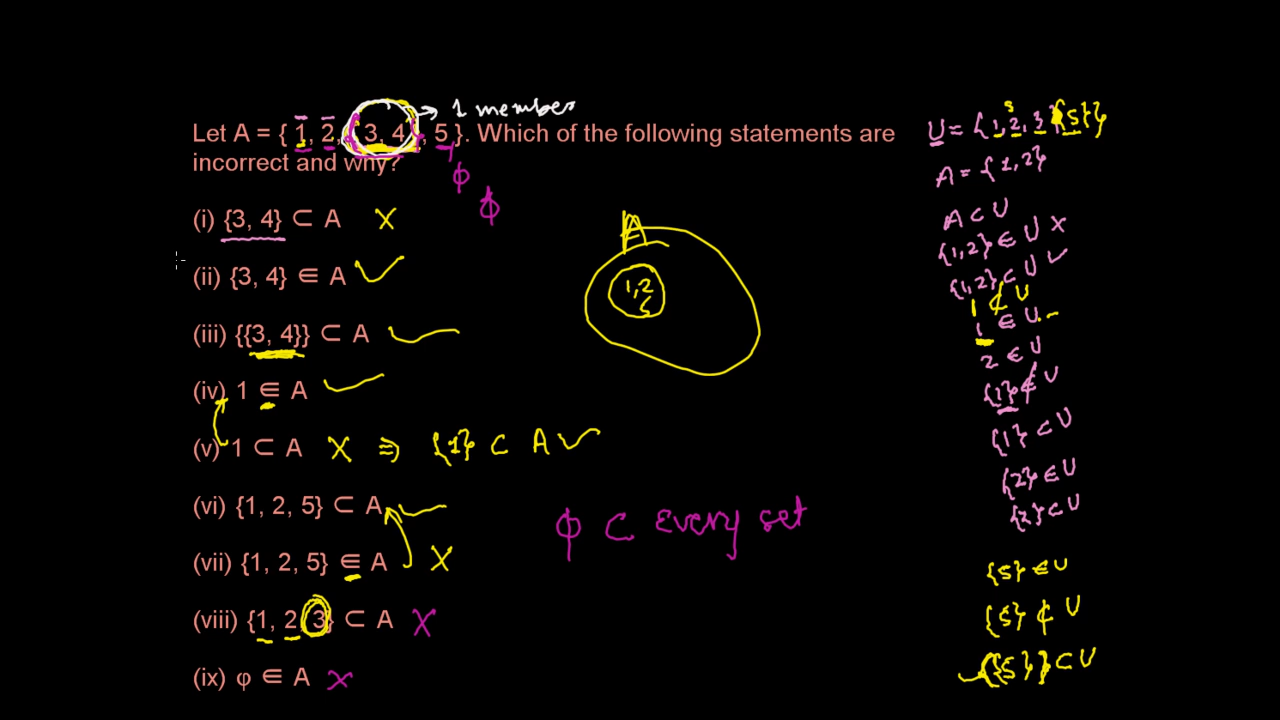 → 1 member
Let A = { 1, 2, { 3, 4 } , 5 }. Which of the following statements are
incorrect and why?
φ
φ
(i) {3, 4} ⊂ A X
(ii) {3, 4} ∈ A ✓
(iii) {{3, 4}} ⊂ A ✓
(iv) 1 ∈ A ✓
(v) 1 ⊂ A X ⇒ {1} ⊂ A ✓
(vi) {1, 2, 5} ⊂ A ✓
(vii) {1, 2, 5} ∈ A X
(viii) {1, 2, 3} ⊂ A X
(ix) φ ∈ A X
A
1, 2
5
φ ⊂ Every set
U = {1, 2, 3, {5}}
A = {1, 2}
A ⊂ U
{1, 2} ∈ U X
{1, 2} ⊂ U ✓
1 ⊄ U
1 ∈ U
2 ∈ U
{1} ∉ U
{1} ⊂ U
{2} ∈ U
{2} ⊂ U
{5} ∈ U
{5} ⊄ U
✓ {{5}} ⊂ U